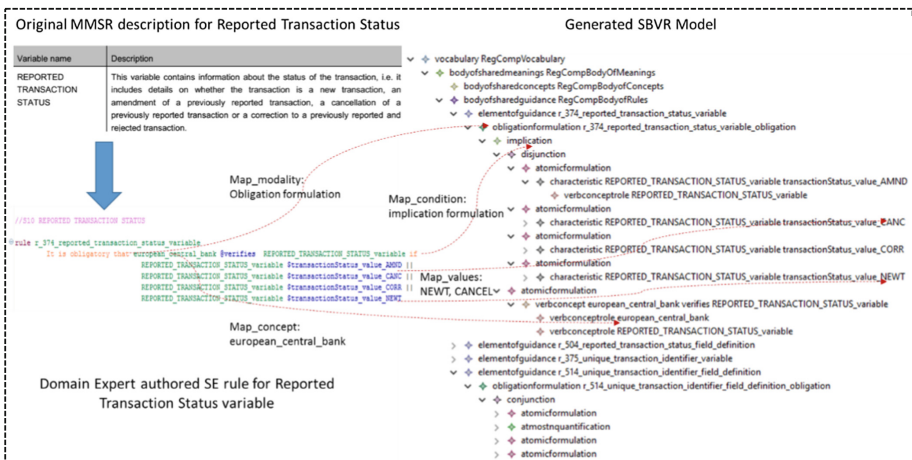 Original MMSR description for Reported Transaction Status
Variable name Description
REPORTED
TRANSACTION
STATUS
This variable contains information about the status of the transaction, i.e. it
includes details on whether the transaction is a new transaction, an
amendment of a previously reported transaction, a cancellation of a
previously reported transaction or a correction to a previously reported and
rejected transaction.
Map_modality:
Obligation formulation
Map_condition:
implication formulation
//510 REPORTED TRANSACTION STATUS
rule r_374_reported_transaction_status_variable
It is obligatory that european_central_bank @verifies REPORTED_TRANSACTION_STATUS_variable if
REPORTED_TRANSACTION_STATUS_variable @transactionStatus_value_AMND ||
REPORTED_TRANSACTION_STATUS_variable @transactionStatus_value_CANC ||
REPORTED_TRANSACTION_STATUS_variable @transactionStatus_value_CORR ||
REPORTED_TRANSACTION_STATUS_variable @transactionStatus_value_NEWT
Map_values:
NEWT, CANCEL
Map_concept:
european_central_bank
Domain Expert authored SE rule for Reported
Transaction Status variable
Generated SBVR Model
vocabulary RegCompVocabulary
bodyofsharedmeanings RegCompBodyOfMeanings
bodyofsharedconcepts RegCompBodyofConcepts
bodyofsharedguidance RegCompBodyofRules
elementofguidance r_374_reported_transaction_status_variable
obligationformulation r_374_reported_transaction_status_variable_obligation
implication
disjunction
atomicformulation
characteristic REPORTED_TRANSACTION_STATUS_variable transactionStatus_value_AMND
verbconceptrole REPORTED_TRANSACTION_STATUS_variable
atomicformulation
characteristic REPORTED_TRANSACTION_STATUS_variable transactionStatus_value_CANC
atomicformulation
characteristic REPORTED_TRANSACTION_STATUS_variable transactionStatus_value_CORR
atomicformulation
characteristic REPORTED_TRANSACTION_STATUS_variable transactionStatus_value_NEWT
atomicformulation
verbconcept european_central_bank verifies REPORTED_TRANSACTION_STATUS_variable
verbconceptrole european_central_bank
verbconceptrole REPORTED_TRANSACTION_STATUS_variable
elementofguidance r_504_reported_transaction_status_field_definition
elementofguidance r_375_unique_transaction_identifier_variable
elementofguidance r_514_unique_transaction_identifier_field_definition
obligationformulation r_514_unique_transaction_identifier_field_definition_obligation
conjunction
atomicformulation
atmostnquantification
atomicformulation
atomicformulation